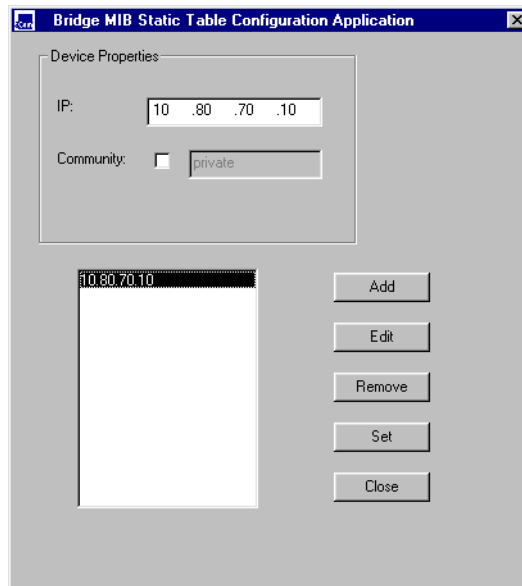 Bridge MIB Static Table Configuration Application
Device Properties
IP: 10 .80 .70 .10
Community: private
10.80.70.10
Add
Edit
Remove
Set
Close